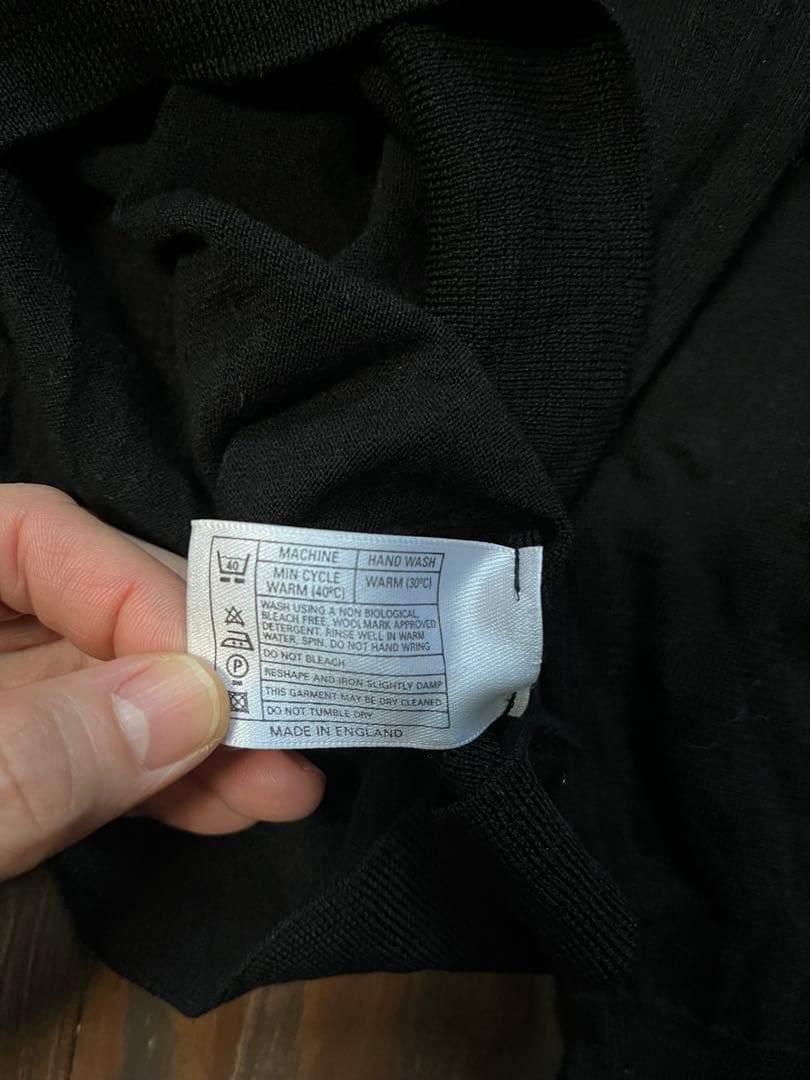 40
MACHINE HAND WASH
MIN CYCLE
WARM (40ºC) WARM (30ºC)
WASH USING A NON BIOLOGICAL,
BLEACH FREE, WOOLMARK APPROVED
DETERGENT. RINSE WELL IN WARM
WATER, SPIN. DO NOT HAND WRING
DO NOT BLEACH
RESHAPE AND IRON SLIGHTLY DAMP
P
THIS GARMENT MAY BE DRY CLEANED
DO NOT TUMBLE DRY
MADE IN ENGLAND